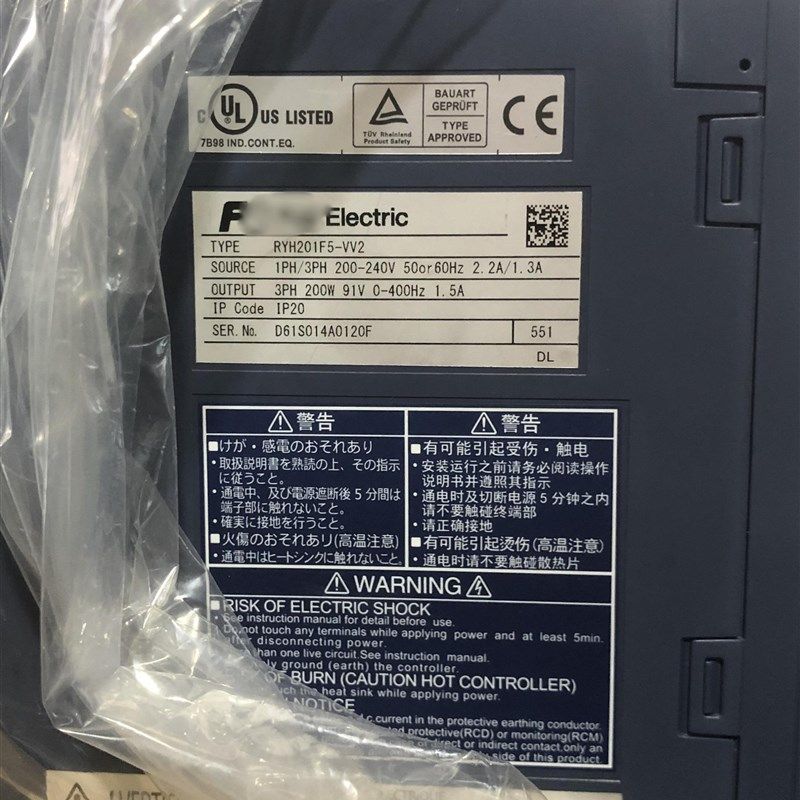 C UL US LISTED
7B98 IND.CONT.EQ.
TÜV Rheinland
Product Safety
BAUART
GEPRÜFT
TYPE
APPROVED
CE
F Electric
TYPE RYH201F5-VV2
SOURCE 1PH/3PH 200-240V 50or60Hz 2.2A/1.3A
OUTPUT 3PH 200W 91V 0-400Hz 1.5A
IP Code IP20
SER. No. D61S014A0120F 551
DL
警告
■けが・感電のおそれあり
・取扱説明書を熟読の上、その指示
に従うこと。
・通電中、及び電源遮断後5分間は
端子部に触れないこと。
・確実に接地を行うこと。
■火傷のおそれあり(高温注意)
・通電中はヒートシンクに触れないこと。
警告
■有可能引起受伤・触电
・安装运行之前请务必阅读操作
说明书并遵照其指示
・通电时及切断电源5分钟之内
请不要触碰终端部
・请正确接地
■有可能引起烫伤(高温注意)
・通电时请不要触碰散热片
WARNING
■RISK OF ELECTRIC SHOCK
See instruction manual for detail before use.
Do not touch any terminals while applying power and at least 5min.
after disconnecting power.
than one live circuit.See instruction manual.
ground (earth) the controller.
OF BURN (CAUTION HOT CONTROLLER)
the heat sink while applying power.
NOTICE
d.c.current in the protective earthing conductor.
protective(RCD) or monitoring(RCM)
of direct or indirect contact,only an
side of this product.